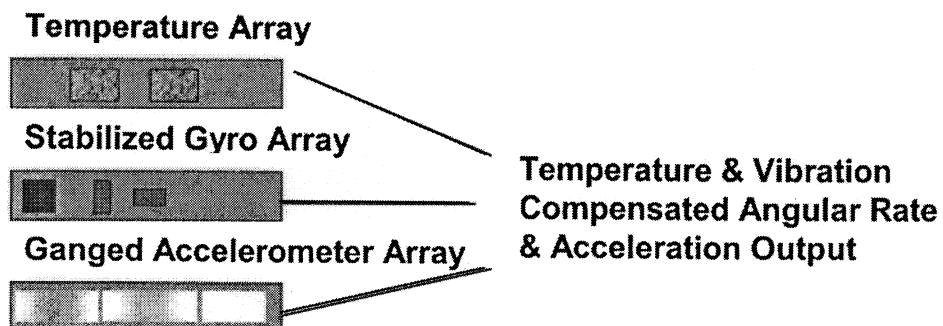 Temperature Array
Stabilized Gyro Array
Ganged Accelerometer Array
Temperature & Vibration
Compensated Angular Rate
& Acceleration Output